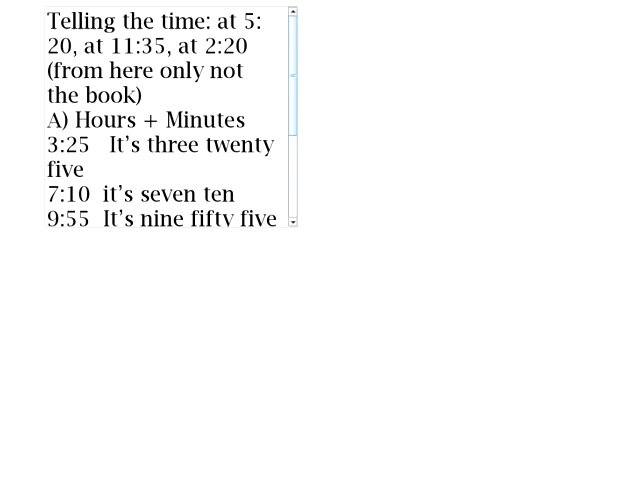 Telling the time: at 5:
20, at 11:35, at 2:20
(from here only not
the book)
A) Hours + Minutes
3:25   It’s three twenty
five
7:10  it’s seven ten
9:55  It’s nine fifty five